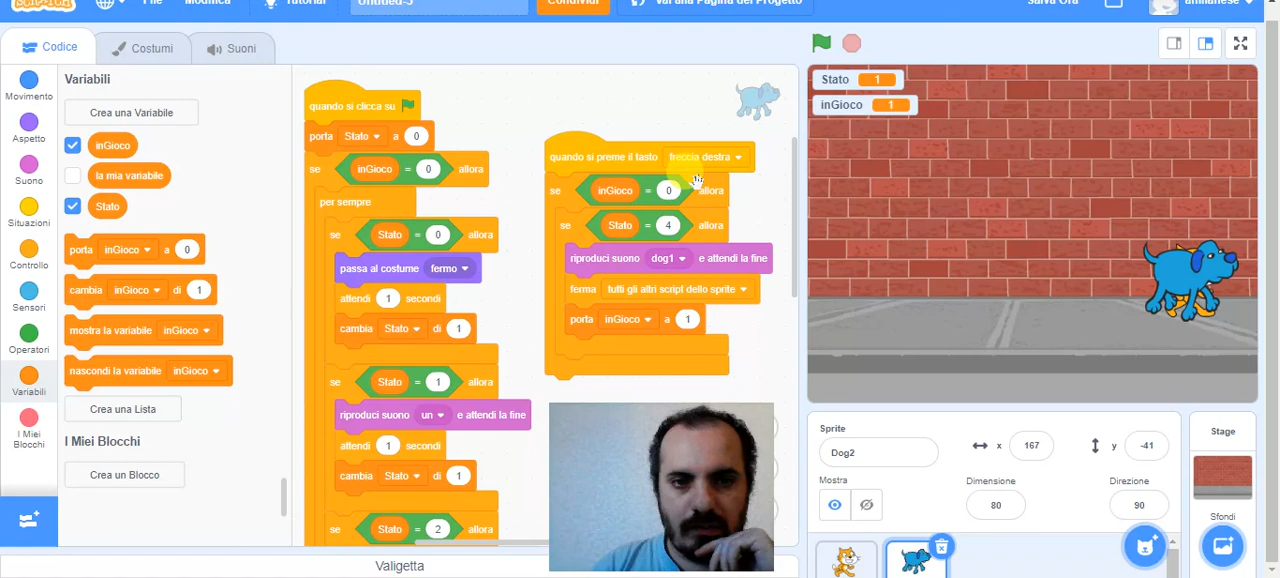 File
Modifica
Tutorial
Untitled-5
Condividi
Vai alla Pagina del Progetto
Salva Ora
amilanese
Codice
Costumi
Suoni
Movimento
Aspetto
Suono
Situazioni
Controllo
Sensori
Operatori
Variabili
I Miei
Blocchi
Variabili
Crea una Variabile
inGioco
la mia variabile
Stato
porta inGioco a 0
cambia inGioco di 1
mostra la variabile inGioco
nascondi la variabile inGioco
Crea una Lista
I Miei Blocchi
Crea un Blocco
quando si clicca su
porta Stato a 0
se inGioco = 0 allora
per sempre
se Stato = 0 allora
passa al costume fermo
attendi 1 secondi
cambia Stato di 1
se Stato = 1 allora
riproduci suono un e attendi la fine
attendi 1 secondi
cambia Stato di 1
se Stato = 2 allora
quando si preme il tasto freccia destra
se inGioco = 0 allora
se Stato = 4 allora
riproduci suono dog1 e attendi la fine
ferma tutti gli altri script dello sprite
porta inGioco a 1
Valigetta
Stato 1
inGioco 1
Sprite
Dog2
x 167
y -41
Mostra
Dimensione
80
Direzione
90
Stage
Sfondi